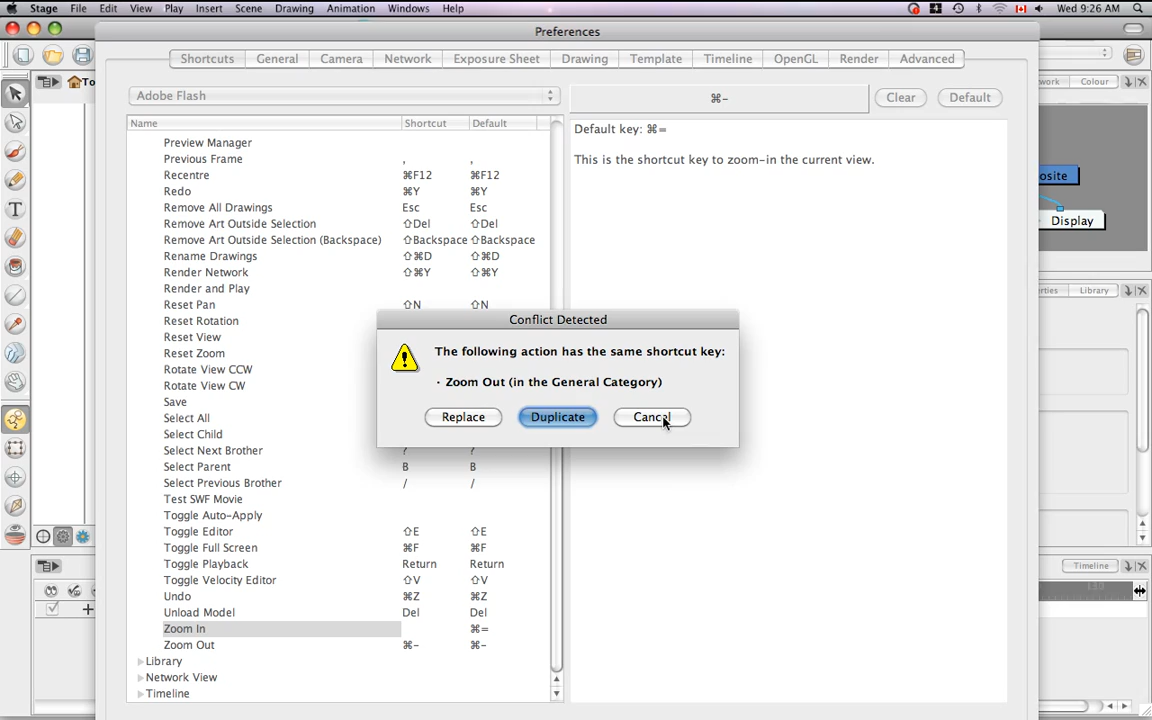 Stage File Edit View Play Insert Scene Drawing Animation Windows Help Wed 9:26 AM
Preferences
Shortcuts General Camera Network Exposure Sheet Drawing Template Timeline OpenGL Render Advanced
To
work Colour
Adobe Flash
⌘-
Clear Default
Name Shortcut Default
Default key: ⌘=
This is the shortcut key to zoom-in the current view.
Preview Manager
Previous Frame , ,
Recentre ⌘F12 ⌘F12
Redo ⌘Y ⌘Y
Remove All Drawings Esc Esc
Remove Art Outside Selection ⇧Del ⇧Del
Remove Art Outside Selection (Backspace) ⇧Backspace ⇧Backspace
Rename Drawings ⇧⌘D ⇧⌘D
Render Network ⇧⌘Y ⇧⌘Y
Render and Play
Reset Pan ⇧N ⇧N
Reset Rotation
Reset View
Reset Zoom
Rotate View CCW
Rotate View CW
Save
Select All
Select Child
Select Next Brother ? ?
Select Parent B B
Select Previous Brother / /
Test SWF Movie
Toggle Auto-Apply
Toggle Editor ⇧E ⇧E
Toggle Full Screen ⌘F ⌘F
Toggle Playback Return Return
Toggle Velocity Editor ⇧V ⇧V
Undo ⌘Z ⌘Z
Unload Model Del Del
Zoom In ⌘=
Zoom Out ⌘- ⌘-
Library
Network View
Timeline
Conflict Detected
The following action has the same shortcut key:
· Zoom Out (in the General Category)
Replace Duplicate Cancel
osite
Display
erties Library
Timeline